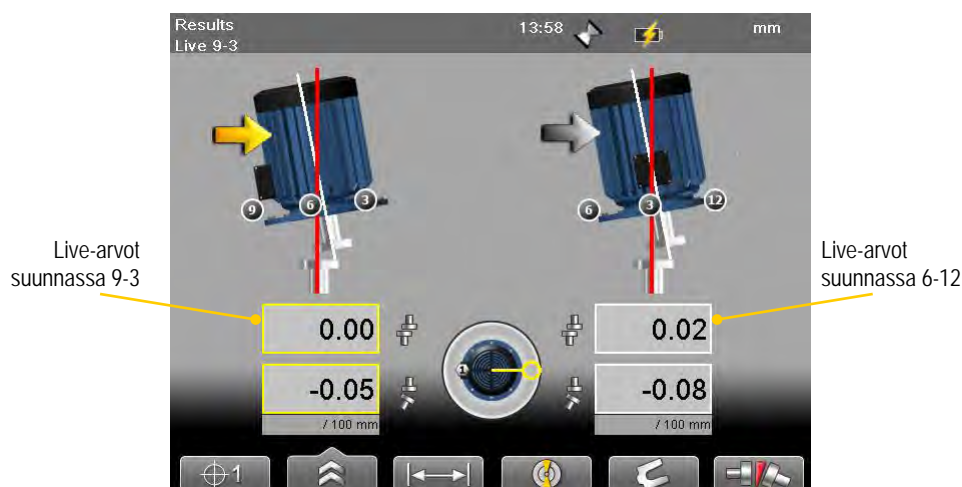 Results
Live 9-3
13:58
mm
9
6
3
6
3
12
Live-arvot
suunnassa 9-3
Live-arvot
suunnassa 6-12
0.00
0.02
1
-0.05
-0.08
/ 100 mm
/ 100 mm
1